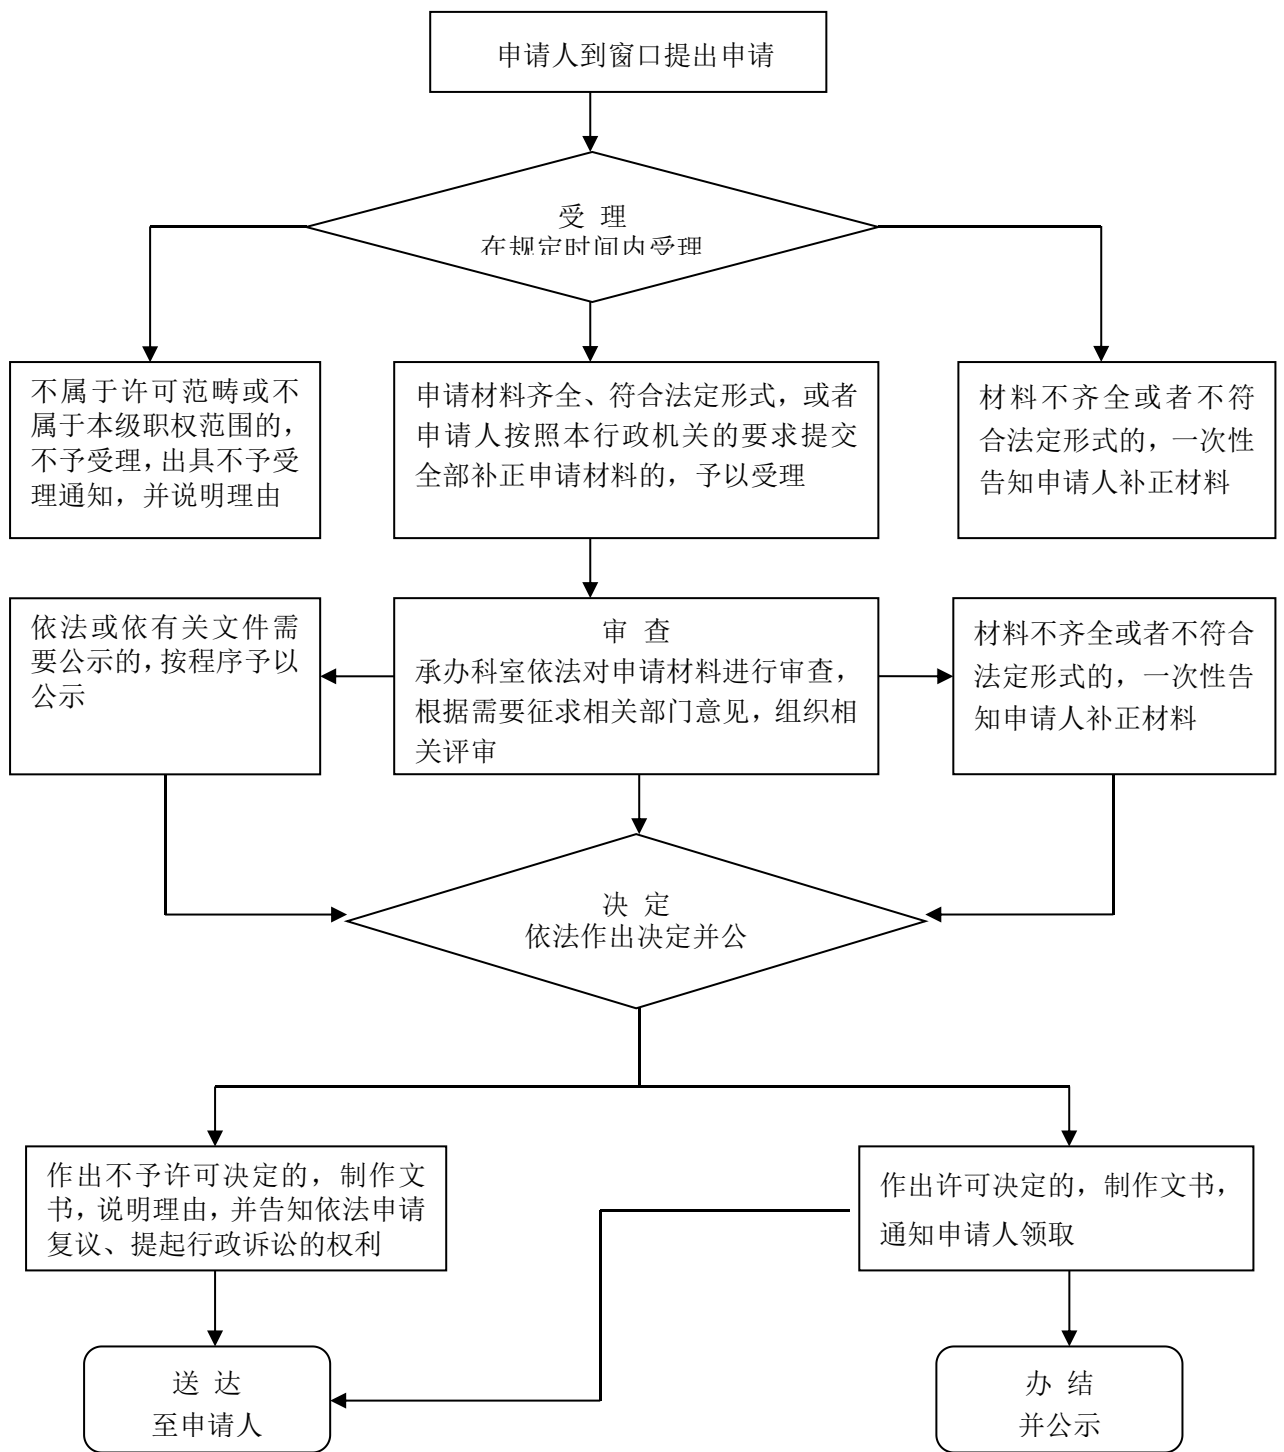 申请人到窗口提出申请
受 理
在规定时间内受理
不属于许可范畴或不
属于本级职权范围的，
不予受理，出具不予受
理通知，并说明理由
申请材料齐全、符合法定形式，或者
申请人按照本行政机关的要求提交
全部补正申请材料的，予以受理
材料不齐全或者不符
合法定形式的，一次性
告知申请人补正材料
依法或依有关文件需
要公示的，按程序予以
公示
审 查
承办科室依法对申请材料进行审查，
根据需要征求相关部门意见，组织相
关评审
材料不齐全或者不符合
法定形式的，一次性告
知申请人补正材料
决 定
依法作出决定并公
作出不予许可决定的，制作文
书，说明理由，并告知依法申请
复议、提起行政诉讼的权利
作出许可决定的，制作文书，
通知申请人领取
送 达
至申请人
办 结
并公示